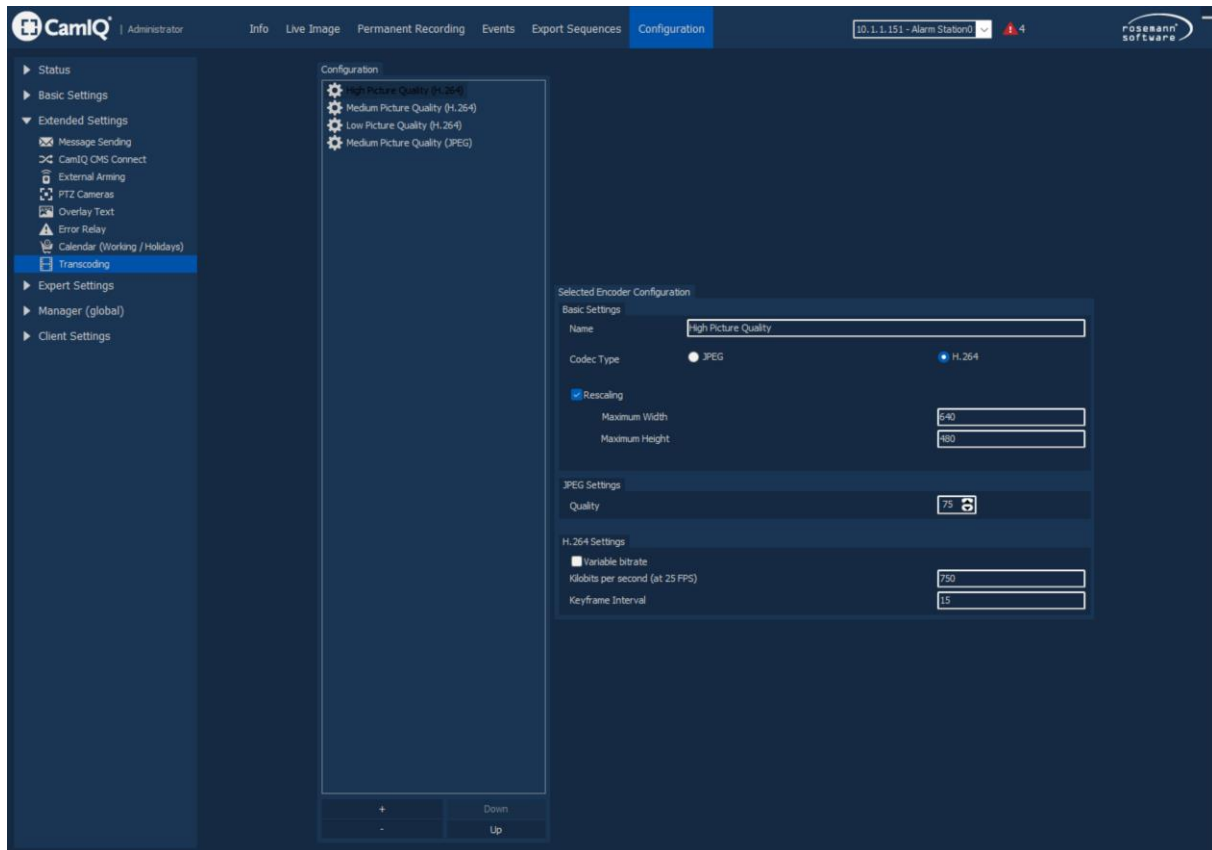 CamIQ | Administrator
Info Live Image Permanent Recording Events Export Sequences Configuration
10.1.1.151 - Alarm Station0
4
rosemann
software
Status
Basic Settings
Extended Settings
Message Sending
CamIQ CMS Connect
External Arming
PTZ Cameras
Overlay Text
Error Relay
Calendar (Working / Holidays)
Transcoding
Expert Settings
Manager (global)
Client Settings
Configuration
High Picture Quality (H.264)
Medium Picture Quality (H.264)
Low Picture Quality (H.264)
Medium Picture Quality (JPEG)
+ Down
- Up
Selected Encoder Configuration
Basic Settings
Name High Picture Quality
Codec Type JPEG H.264
Rescaling
Maximum Width 640
Maximum Height 480
JPEG Settings
Quality 75
H.264 Settings
Variable bitrate
Kilobits per second (at 25 FPS) 750
Keyframe Interval 15